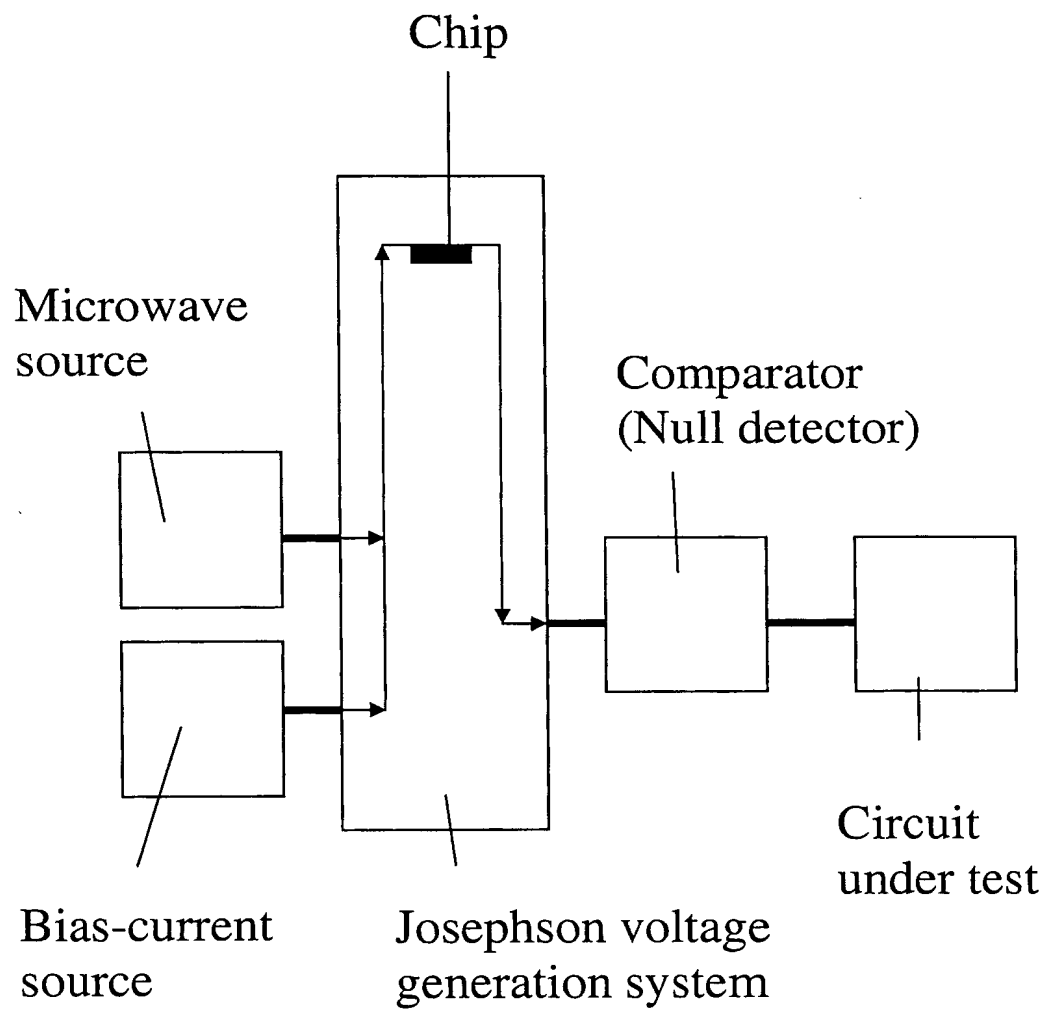 Chip
Microwave
source
Comparator
(Null detector)
Circuit
under test
Bias-current
source
Josephson voltage
generation system